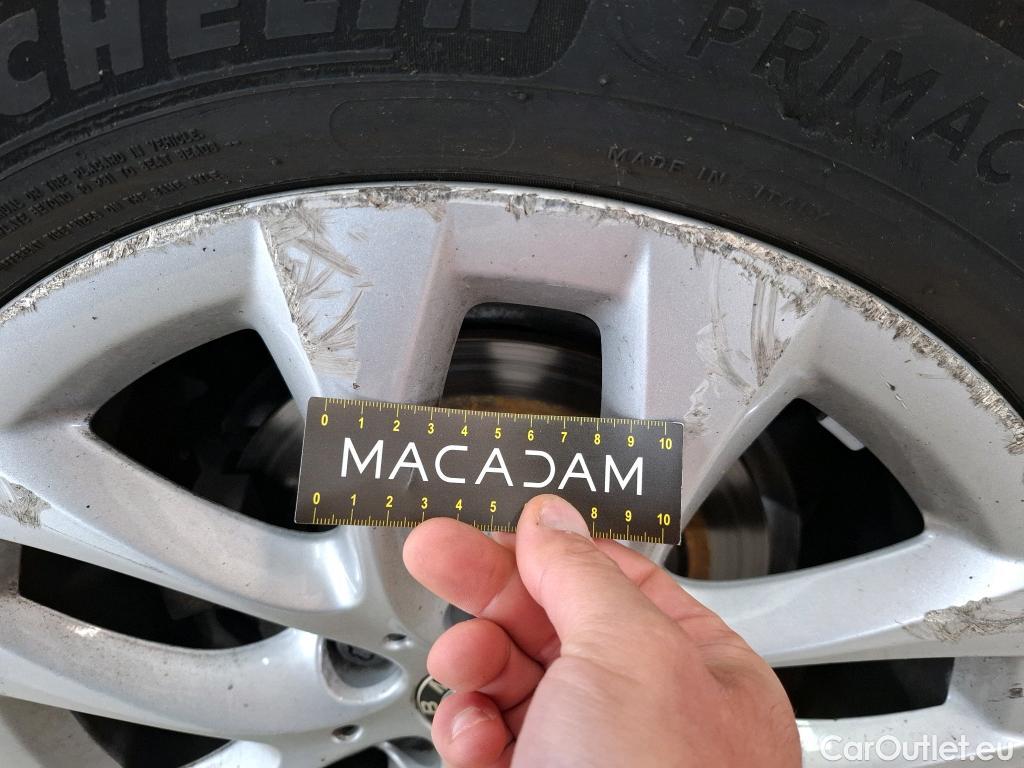 CHELIN
PRIMAC
MADE IN ITALY
0 1 2 3 4 5 6 7 8 9 10
MACADAM
0 1 2 3 4 5 8 9 10
B
CarOutlet.eu